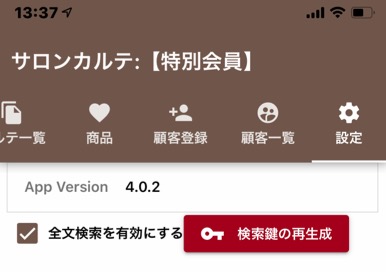 13:37
サロンカルテ:【特別会員】
ルテ一覧 商品 顧客登録 顧客一覧 設定
App Version 4.0.2
全文検索を有効にする 検索鍵の再生成